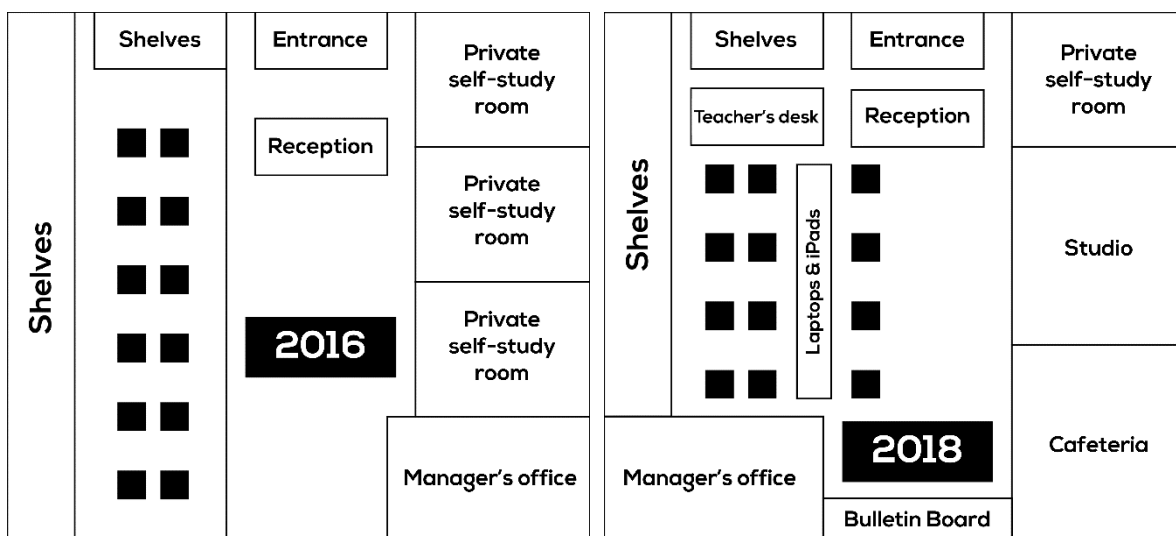 Shelves
Entrance
Private
self-study
room
Reception
Private
self-study
room
Shelves
2016
Private
self-study
room
Manager's office
Shelves
Entrance
Private
self-study
room
Teacher's desk
Reception
Shelves
Laptops & iPads
Studio
2018
Cafeteria
Manager's office
Bulletin Board